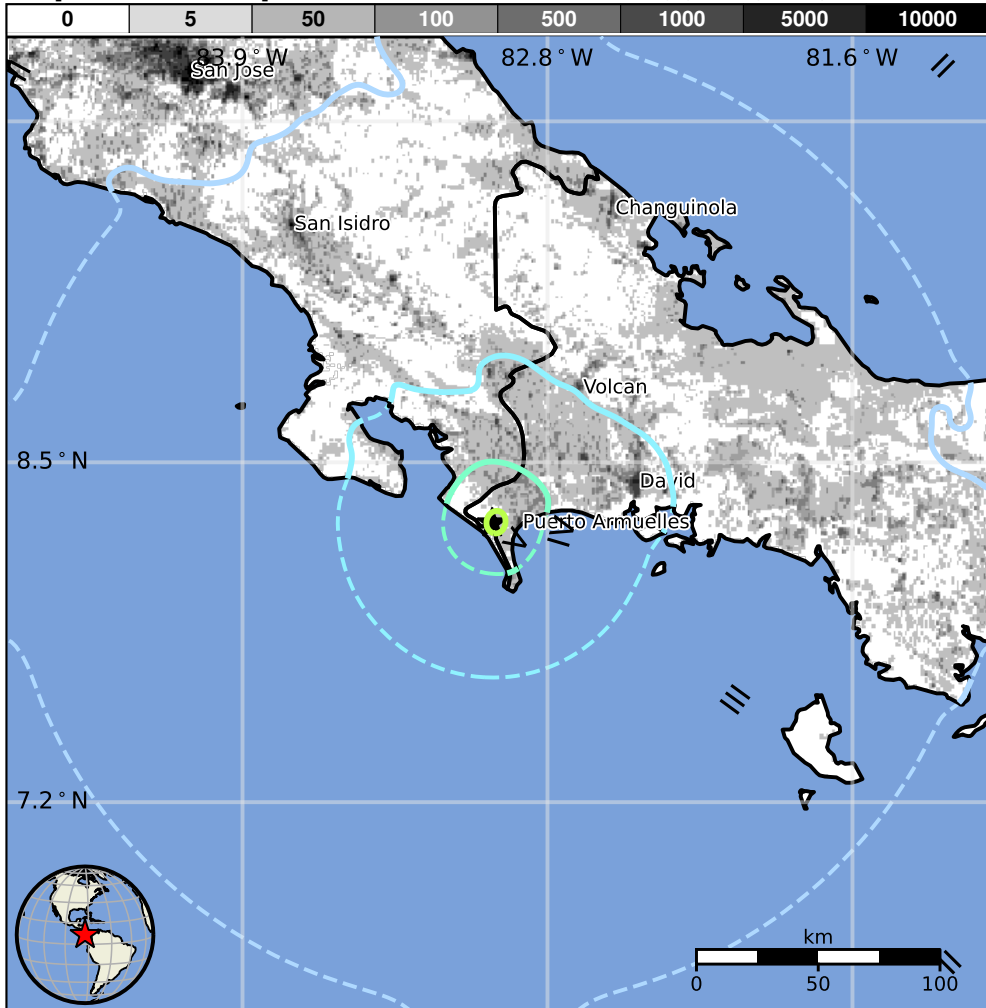 0 5 50 100 500 1000 5000 10000
83.9°W 82.8°W 81.6°W
San Jose
Changuinola
San Isidro
Volcan
8.5°N
David
Puerto Armuelles
7.2°N
km
0 50 100